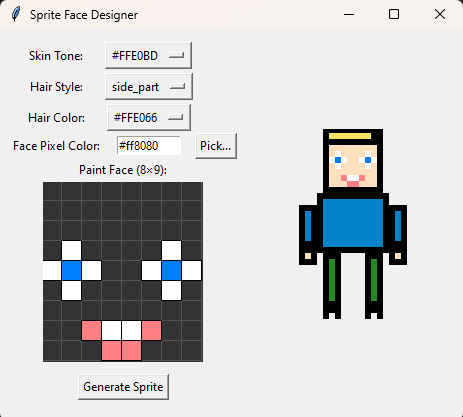 Sprite Face Designer
Skin Tone: #FFE0BD
Hair Style: side_part
Hair Color: #FFE066
Face Pixel Color: #ff8080 Pick...
Paint Face (8×9):
Generate Sprite